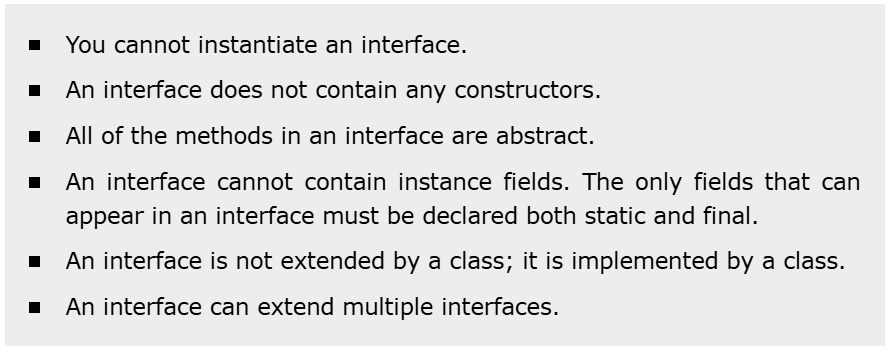 ▪ You cannot instantiate an interface.
▪ An interface does not contain any constructors.
▪ All of the methods in an interface are abstract.
▪ An interface cannot contain instance fields. The only fields that can
appear in an interface must be declared both static and final.
▪ An interface is not extended by a class; it is implemented by a class.
▪ An interface can extend multiple interfaces.